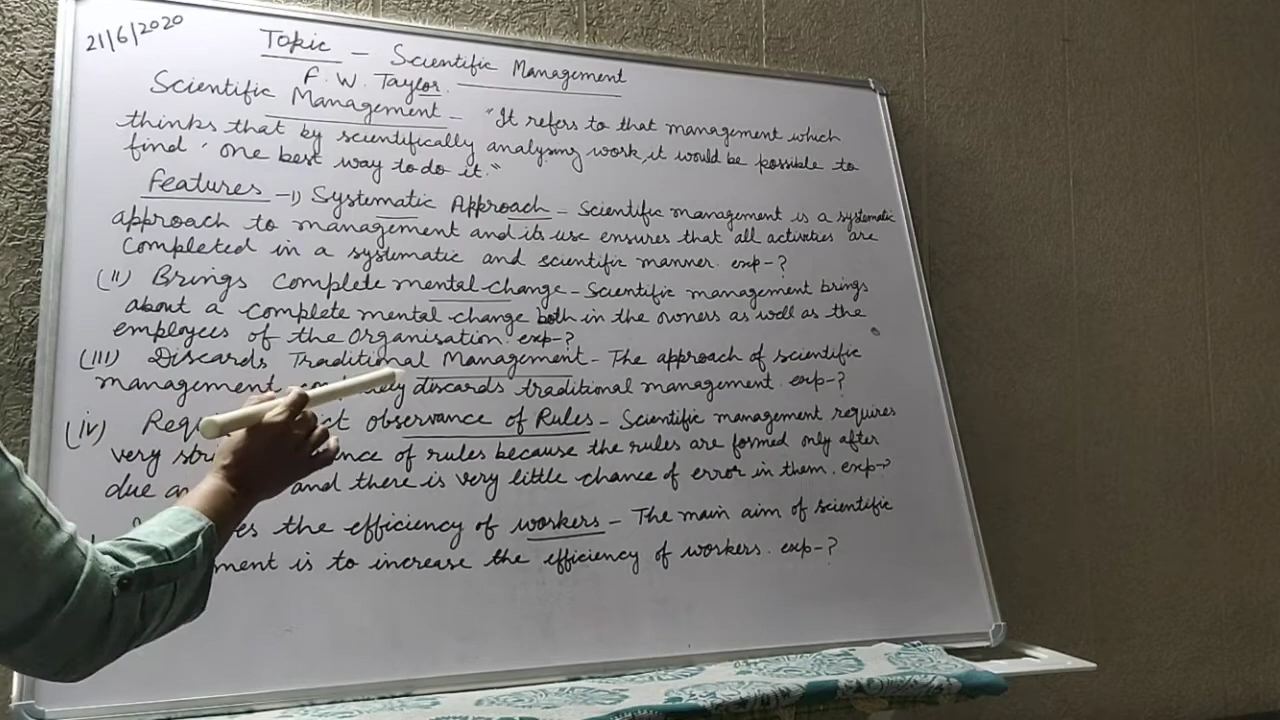 21/6/2020
Topic - Scientific Management
F. W. Taylor.
Scientific Management - "It refers to that management which
thinks that by scientifically analysing work, it would be possible to
find 'one best way to do it."
Features - i) Systematic Approach - Scientific management is a systematic
approach to management and its use ensures that all activities are
completed in a systematic and scientific manner. exp-?
(ii) Brings complete mental change - Scientific management brings
about a complete mental change both in the owners as well as the
employees of the Organisation. exp-?
(iii) Discards Traditional Management - The approach of scientific
management discards traditional management. exp-?
(iv) observance of Rules - Scientific management requires
very of rules because the rules are formed only after
due and there is very little chance of error in them. exp-?
the efficiency of workers - The main aim of scientific
is to increase the efficiency of workers. exp-?